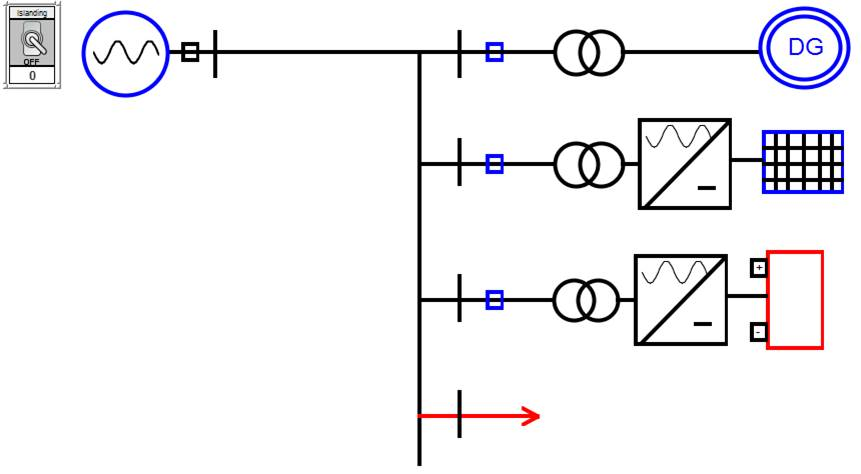 Islanding
OFF
0
DG
+
-